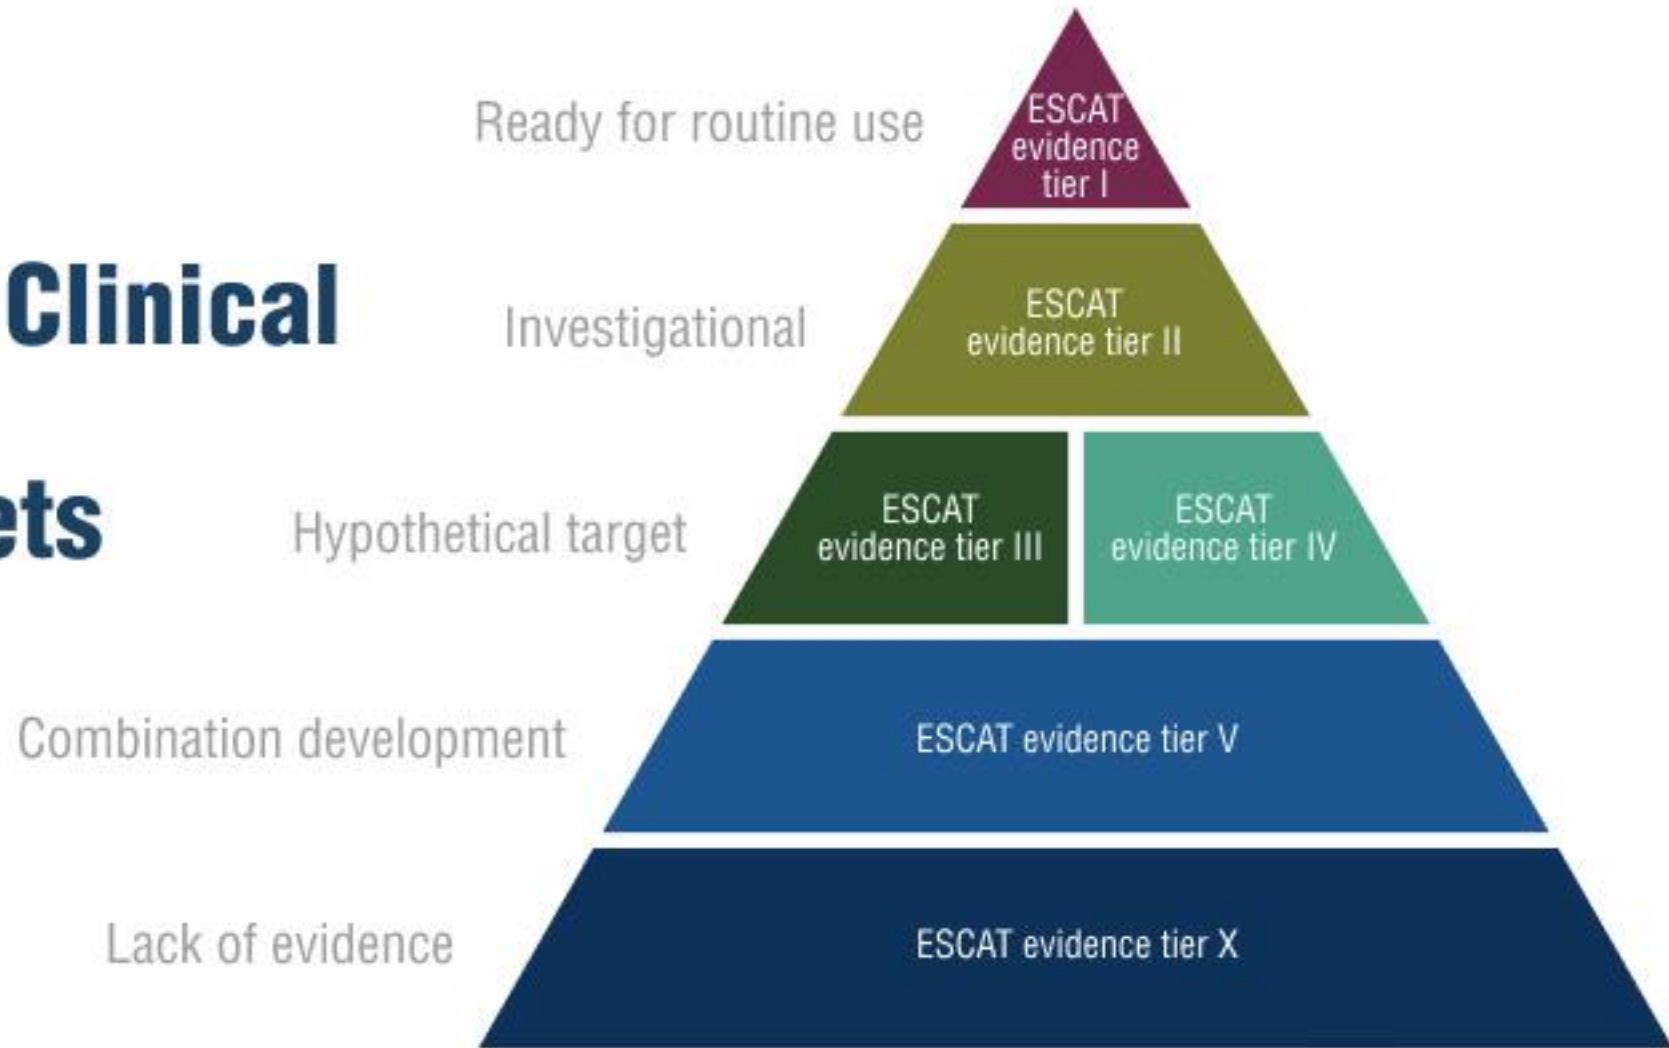 Ready for routine use
ESCAT
evidence
tier I
Clinical
Investigational
ESCAT
evidence tier II
ets
Hypothetical target
ESCAT
evidence tier III
ESCAT
evidence tier IV
Combination development
ESCAT evidence tier V
Lack of evidence
ESCAT evidence tier X